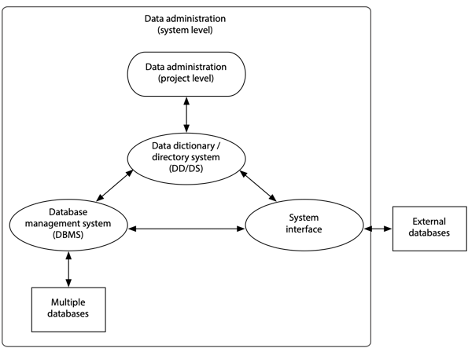 Data administration
(system level)
Data administration
(project level)
Data dictionary /
directory system
(DD/DS)
Database
management system
(DBMS)
System
interface
External
databases
Multiple
databases